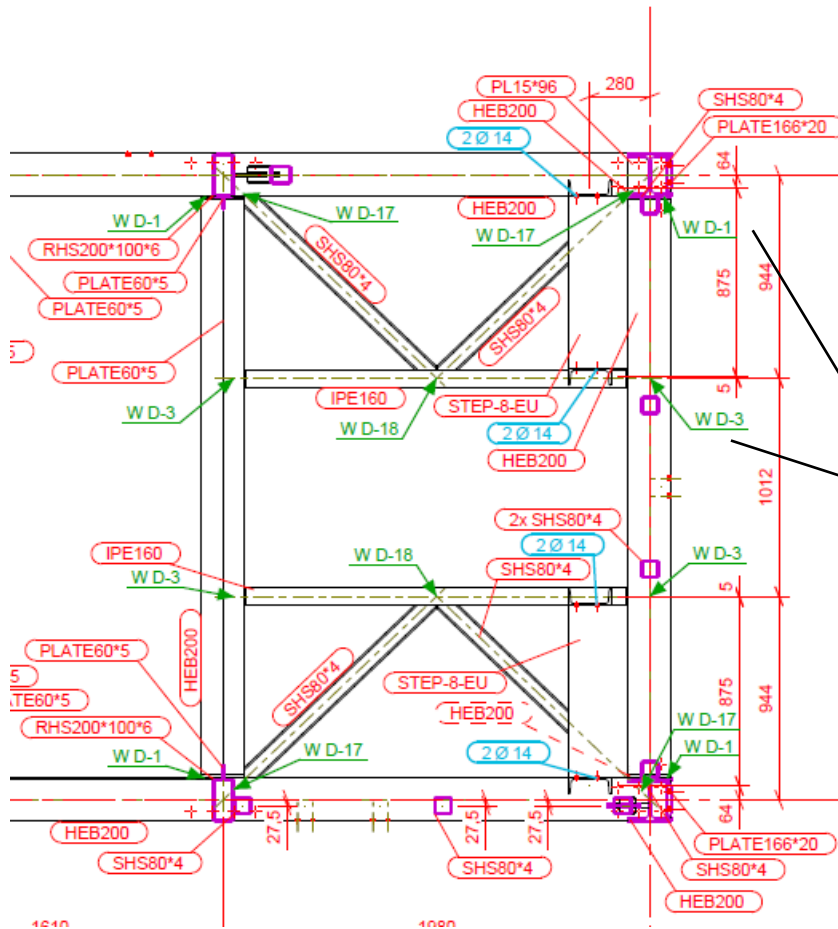 PL15*96
280
HEB200
SHS80*4
2 Ø 14
PLATE166*20
64
W D-1
W D-17
HEB200
W D-17
W D-1
RHS200*100*6
SHS80*4
PLATE60*5
PLATE60*5
SHS80*4
875
944
PLATE60*5
IPE160
STEP-8-EU
5
W D-3
W D-18
2 Ø 14
W D-3
HEB200
1012
2x SHS80*4
IPE160
W D-18
2 Ø 14
SHS80*4
W D-3
W D-3
5
PLATE60*5
HEB200
SHS80*4
STEP-8-EU
875
944
HEB200
W D-17
RHS200*100*6
W D-1
W D-17
2 Ø 14
W D-1
64
HEB200
27,5
27,5
27,5
PLATE166*20
SHS80*4
SHS80*4
SHS80*4
HEB200